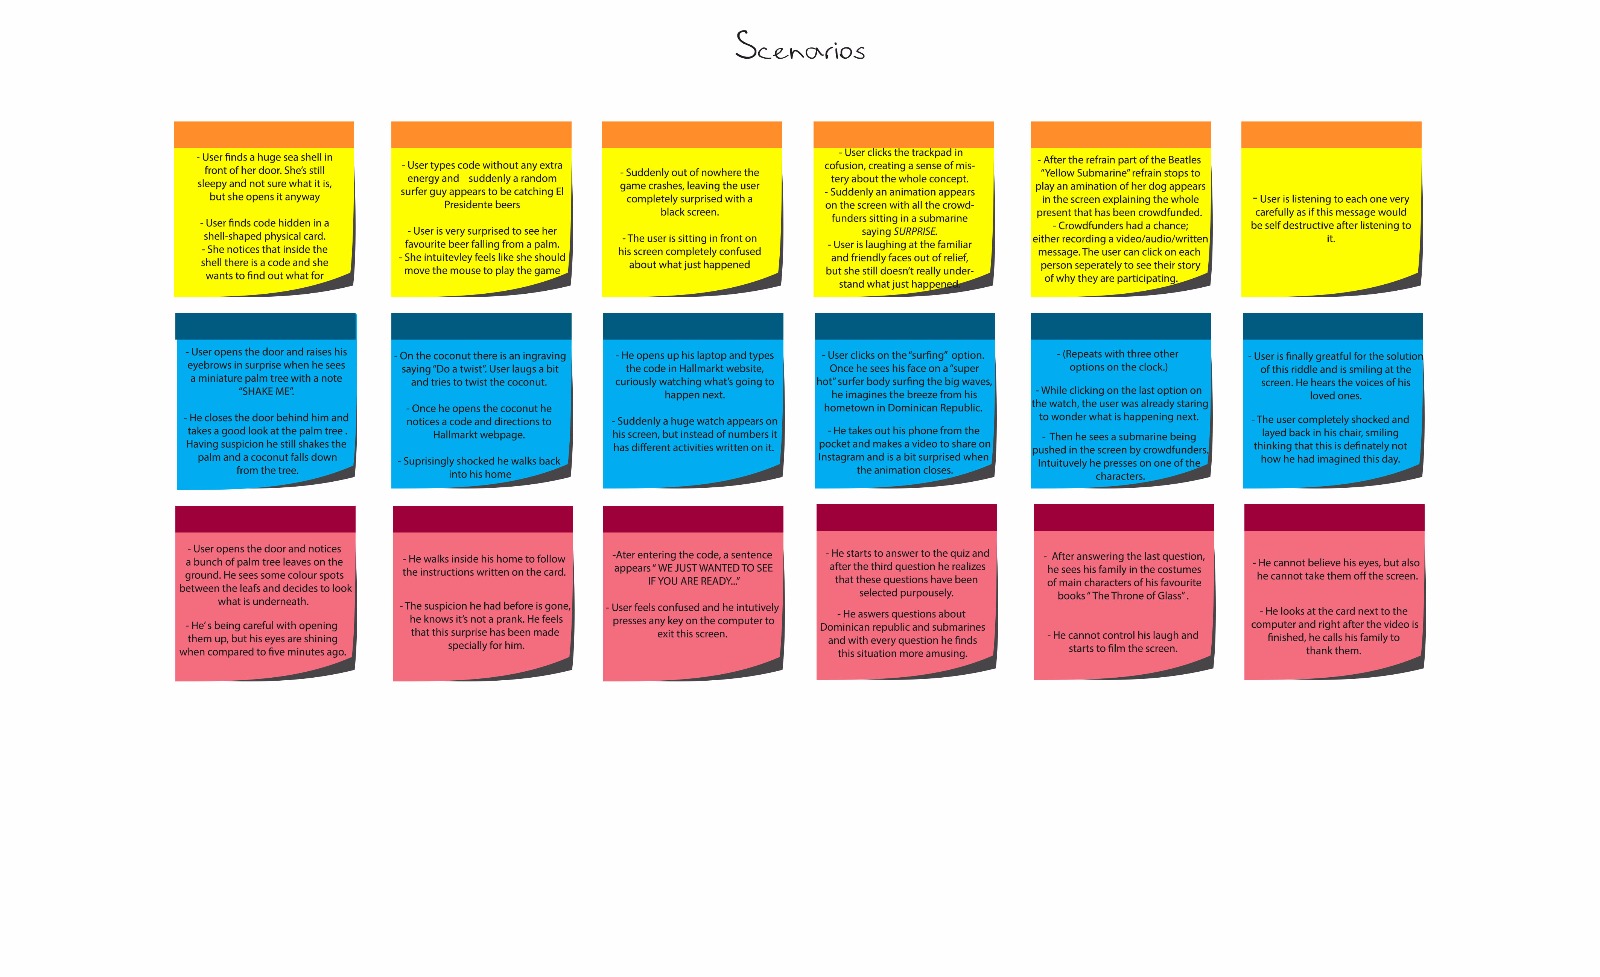 Scenarios
- User finds a huge sea shell in
front of her door. She's still
sleepy and not sure what it is,
but she opens it anyway
- User finds code hidden in a
shell-shaped physical card.
- She notices that inside the
shell there is a code and she
wants to find out what for
- User types code without any extra
energy and suddenly a random
surfer guy appears to be catching El
Presidente beers
- User is very surprised to see her
favourite beer falling from a palm.
- She intuitevley feels like she should
move the mouse to play the game
- Suddenly out of nowhere the
game crashes, leaving the user
completely surprised with a
black screen.
- The user is sitting in front on
his screen completely confused
about what just happened
- User clicks the trackpad in
cofusion, creating a sense of mis-
tery about the whole concept.
- Suddenly an animation appears
on the screen with all the crowd-
funders sitting in a submarine
saying SURPRISE.
- User is laughing at the familiar
and friendly faces out of relief,
but she still doesn't really under-
stand what just happened.
- After the refrain part of the Beatles
"Yellow Submarine" refrain stops to
play an amination of her dog appears
in the screen explaining the whole
present that has been crowdfunded.
- Crowdfunders had a chance;
either recording a video/audio/written
message. The user can click on each
person seperately to see their story
of why they are participating.
- User is listening to each one very
carefully as if this message would
be self destructive after listening to
it.
- User opens the door and raises his
eyebrows in surprise when he sees
a miniature palm tree with a note
"SHAKE ME".
- He closes the door behind him and
takes a good look at the palm tree .
Having suspicion he still shakes the
palm and a coconut falls down
from the tree.
- On the coconut there is an ingraving
saying "Do a twist". User laugs a bit
and tries to twist the coconut.
- Once he opens the coconut he
notices a code and directions to
Hallmarkt webpage.
- Suprisingly shocked he walks back
into his home
- He opens up his laptop and types
the code in Hallmarkt website,
curiously watching what's going to
happen next.
- Suddenly a huge watch appears on
his screen, but instead of numbers it
has different activities written on it.
- User clicks on the "surfing" option.
Once he sees his face on a "super
hot" surfer body surfing the big waves,
he imagines the breeze from his
hometown in Dominican Republic.
- He takes out his phone from the
pocket and makes a video to share on
Instagram and is a bit surprised when
the animation closes.
- (Repeats with three other
options on the clock.)
- While clicking on the last option on
the watch, the user was already staring
to wonder what is happening next.
- Then he sees a submarine being
pushed in the screen by crowdfunders.
Intuituvely he presses on one of the
characters.
- User is finally greatful for the solution
of this riddle and is smiling at the
screen. He hears the voices of his
loved ones.
- The user completely shocked and
layed back in his chair, smiling
thinking that this is definately not
how he had imagined this day.
- User opens the door and notices
a bunch of palm tree leaves on the
ground. He sees some colour spots
between the leafs and decides to look
what is underneath.
- He's being careful with opening
them up, but his eyes are shining
when compared to five minutes ago.
- He walks inside his home to follow
the instructions written on the card.
- The suspicion he had before is gone,
he knows it's not a prank. He feels
that this surprise has been made
specially for him.
-Ater entering the code, a sentence
appears " WE JUST WANTED TO SEE
IF YOU ARE READY..."
- User feels confused and he intutively
presses any key on the computer to
exit this screen.
- He starts to answer to the quiz and
after the third question he realizes
that these questions have been
selected purpousely.
- He aswers questions about
Dominican republic and submarines
and with every question he finds
this situation more amusing.
- After answering the last question,
he sees his family in the costumes
of main characters of his favourite
books " The Throne of Glass" .
- He cannot control his laugh and
starts to film the screen.
- He cannot believe his eyes, but also
he cannot take them off the screen.
- He looks at the card next to the
computer and right after the video is
finished, he calls his family to
thank them.